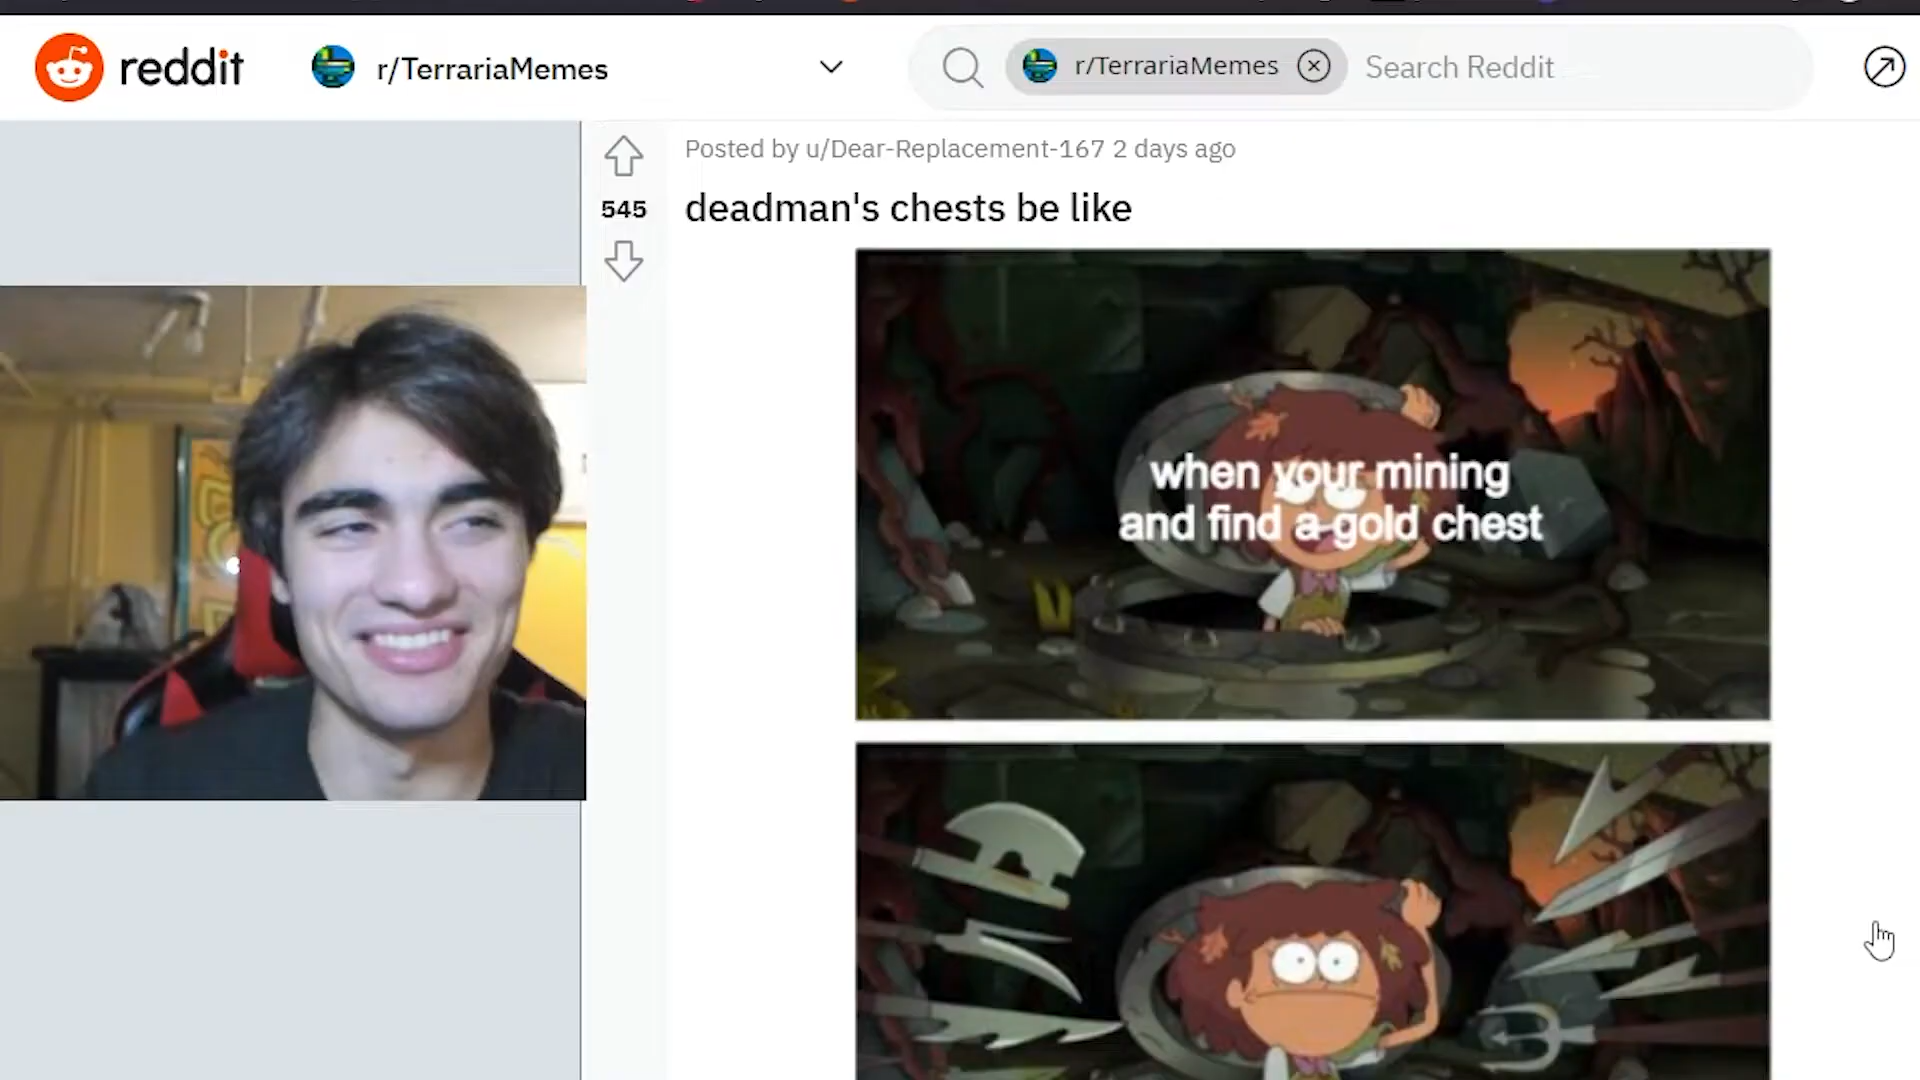 reddit
r/TerrariaMemes
r/TerrariaMemes
Search Reddit
Posted by u/Dear-Replacement-167 2 days ago
545
deadman's chests be like
when your mining
and find a gold chest